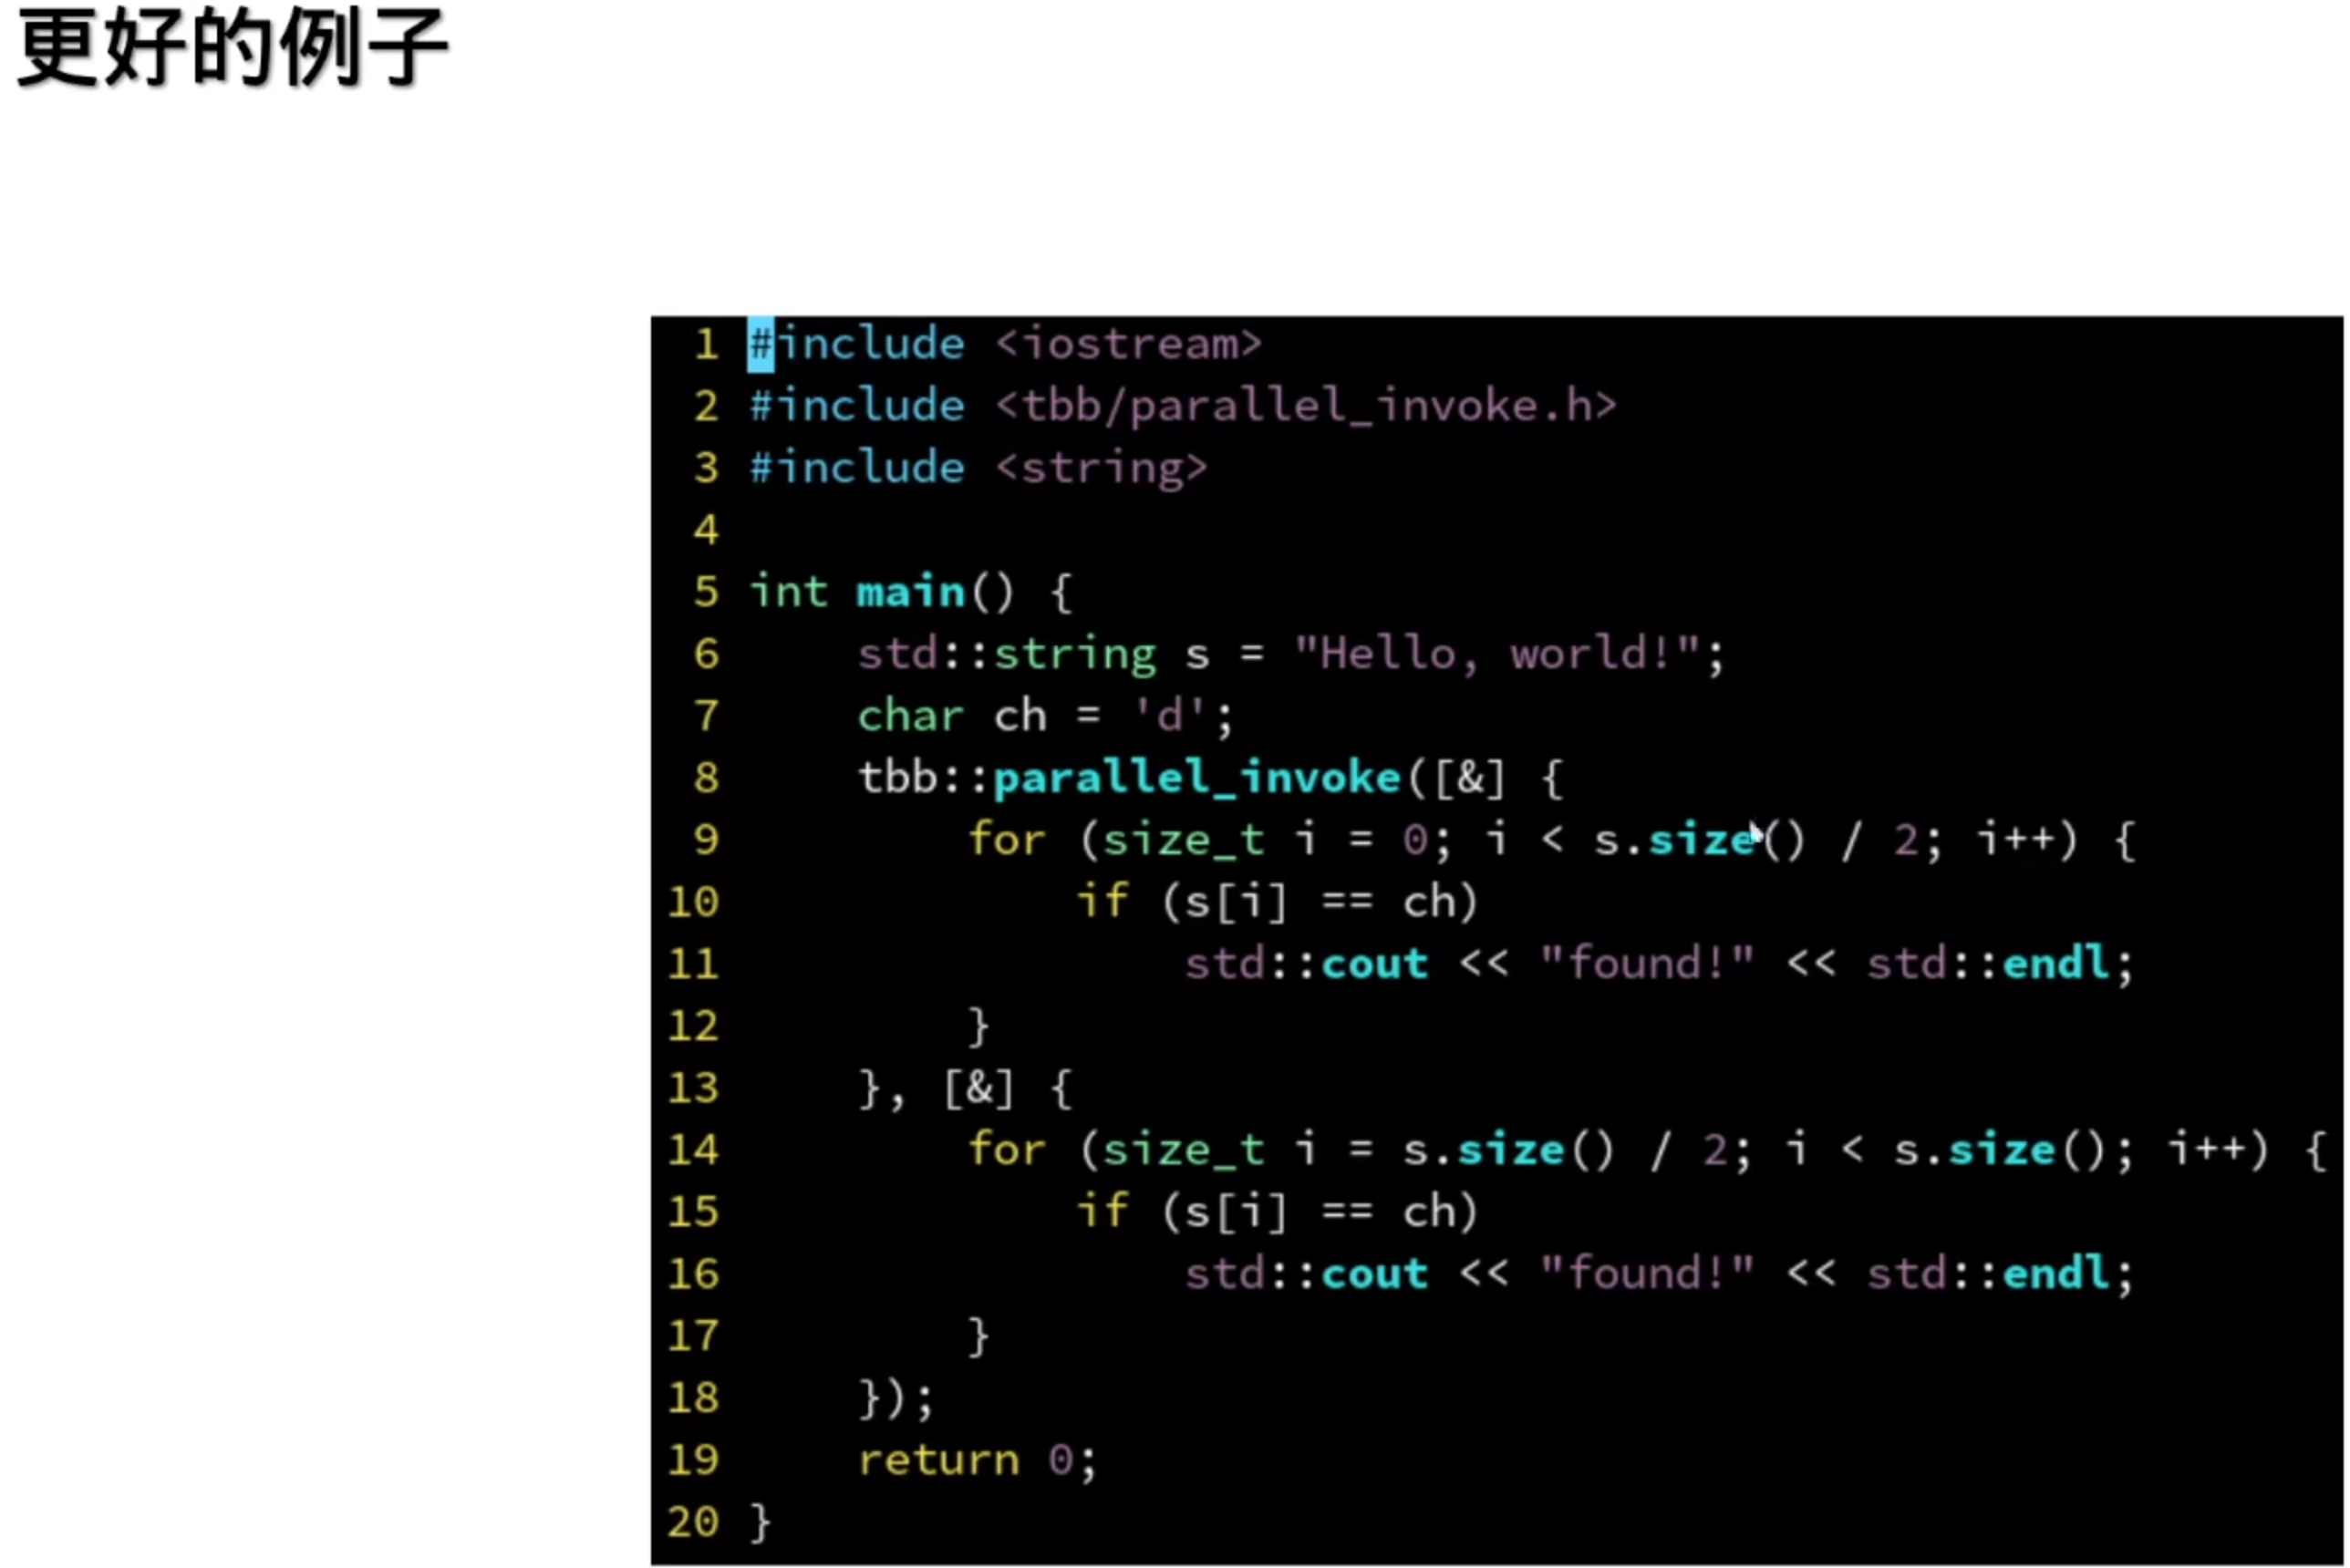 更好的例子
1 #include <iostream>
2 #include <tbb/parallel_invoke.h>
3 #include <string>
4
5 int main() {
6     std::string s = "Hello, world!";
7     char ch = 'd';
8     tbb::parallel_invoke([&] {
9         for (size_t i = 0; i < s.size() / 2; i++) {
10             if (s[i] == ch)
11                 std::cout << "found!" << std::endl;
12         }
13     }, [&] {
14         for (size_t i = s.size() / 2; i < s.size(); i++) {
15             if (s[i] == ch)
16                 std::cout << "found!" << std::endl;
17         }
18     });
19     return 0;
20 }